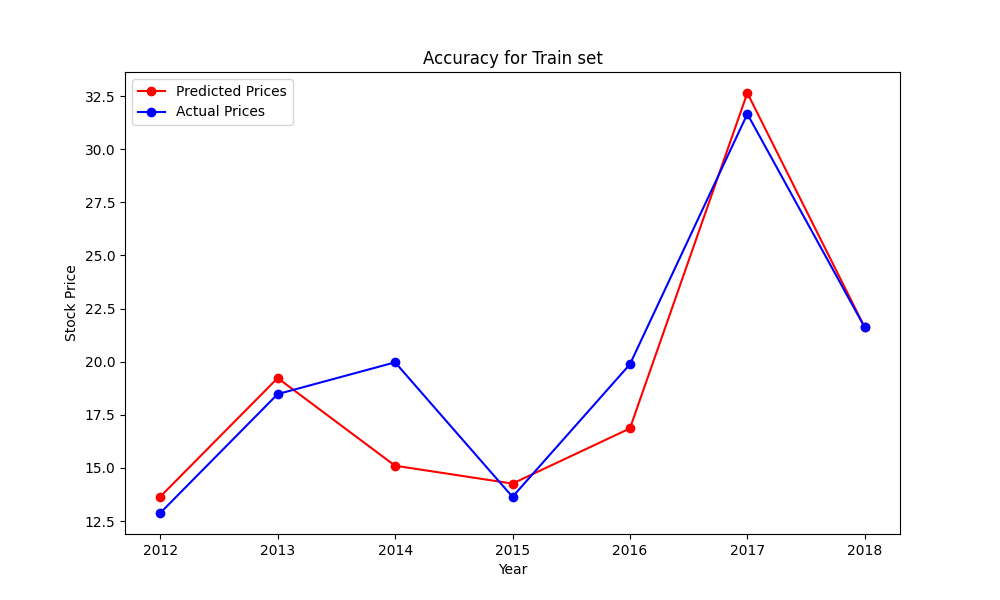 Accuracy for Train set
Predicted Prices
Actual Prices
32.5
30.0
27.5
25.0
22.5
20.0
17.5
15.0
12.5
Stock Price
2012 2013 2014 2015 2016 2017 2018
Year